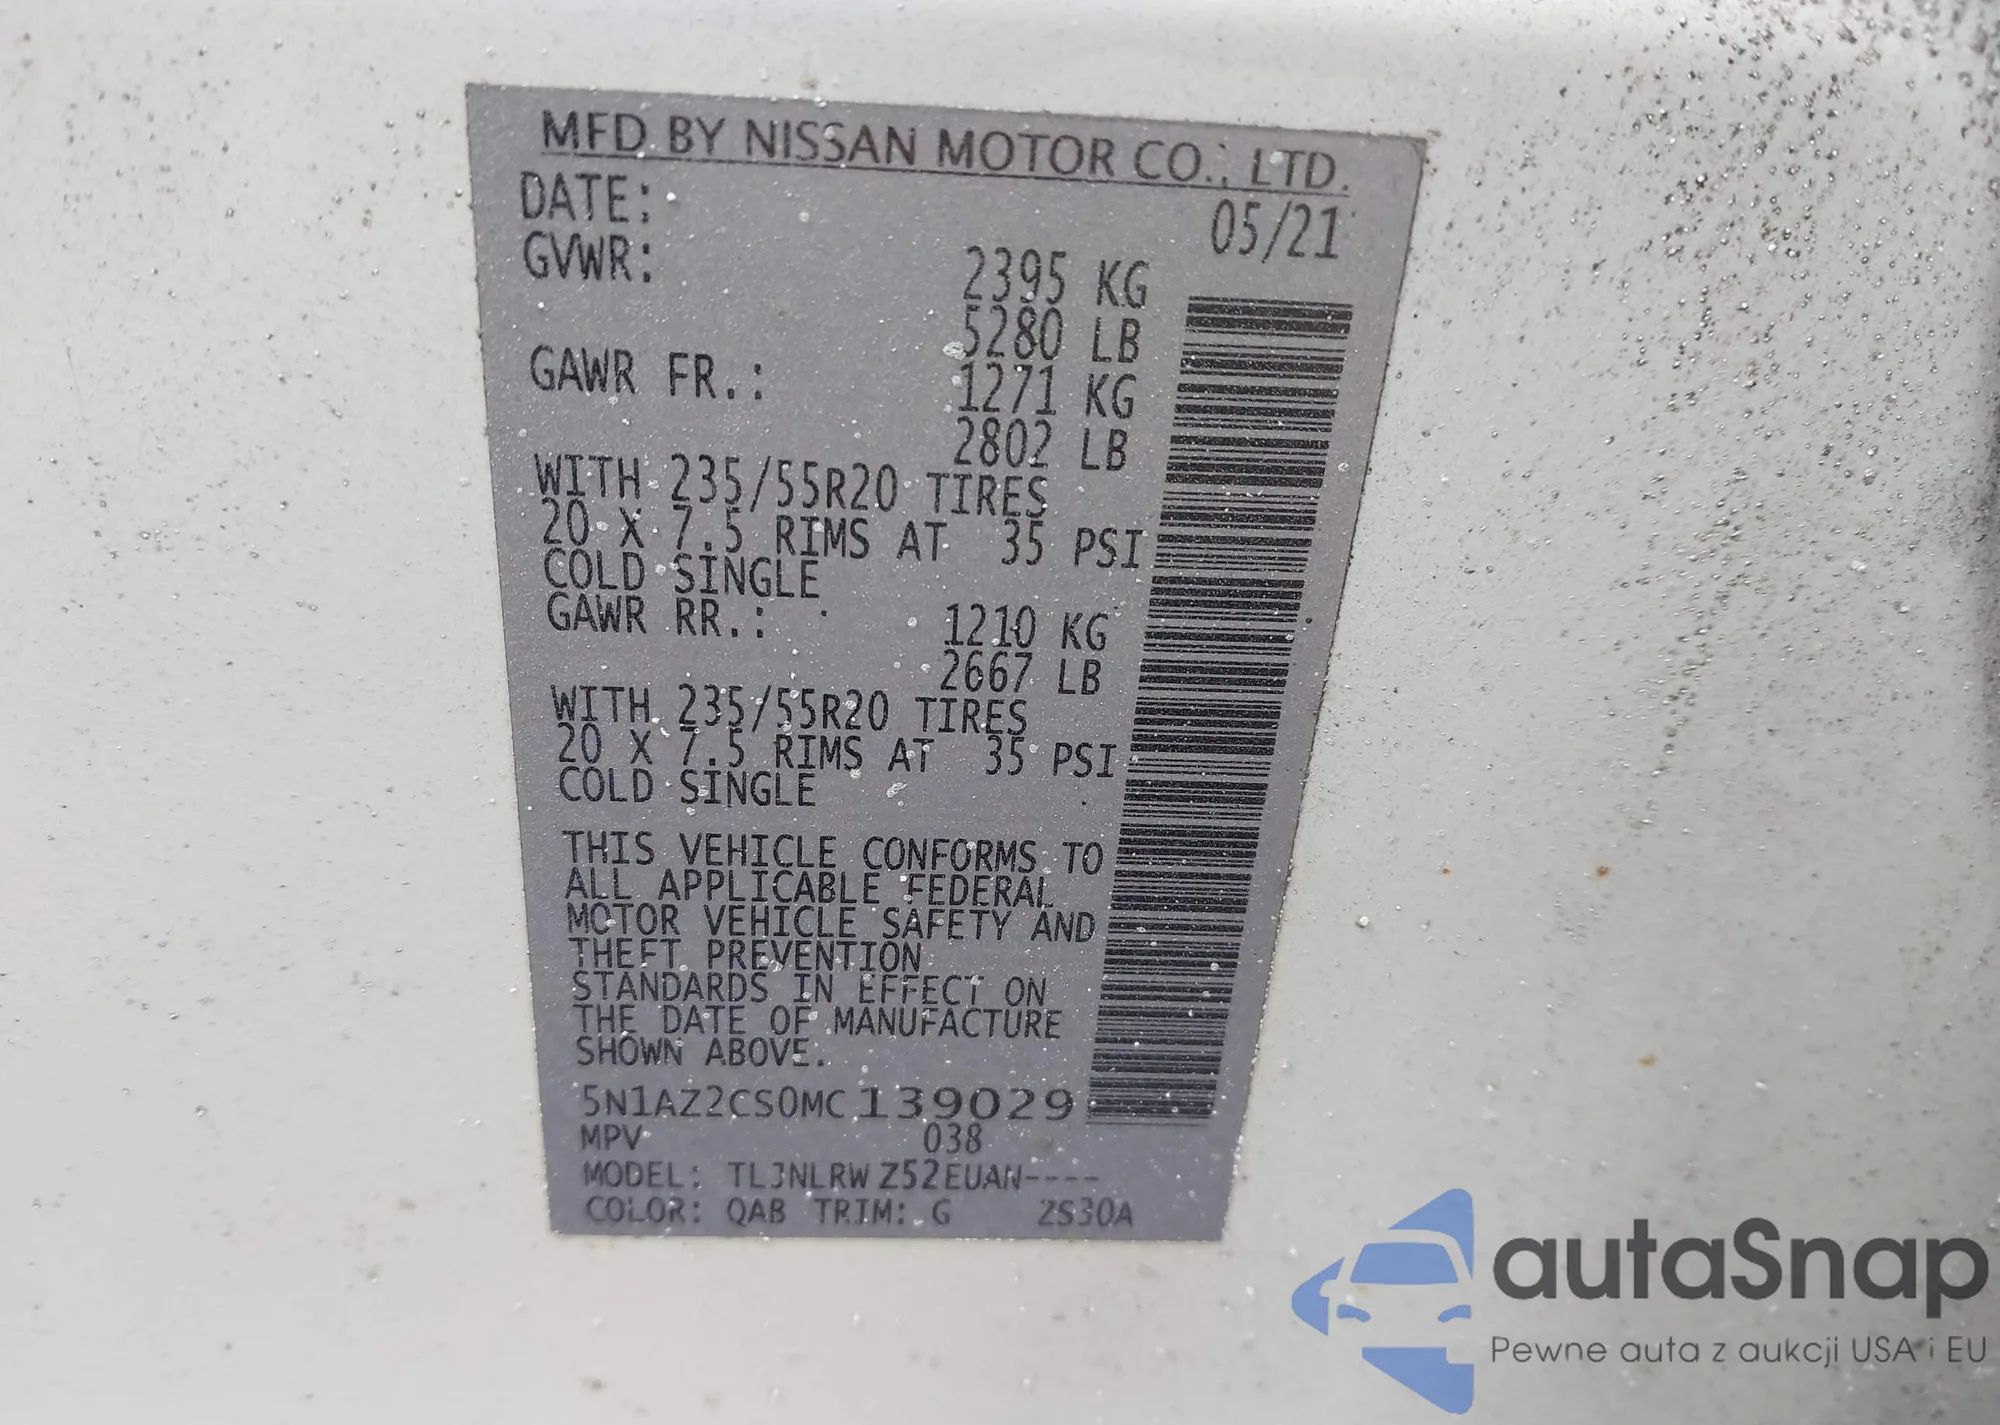 MFD BY NISSAN MOTOR CO., LTD.
DATE: 05/21
GVWR: 2395 KG
5280 LB
GAWR FR.: 1271 KG
2802 LB
WITH 235/55R20 TIRES
20 X 7.5 RIMS AT 35 PSI
COLD SINGLE
GAWR RR.: 1210 KG
2667 LB
WITH 235/55R20 TIRES
20 X 7.5 RIMS AT 35 PSI
COLD SINGLE
THIS VEHICLE CONFORMS TO
ALL APPLICABLE FEDERAL
MOTOR VEHICLE SAFETY AND
THEFT PREVENTION
STANDARDS IN EFFECT ON
THE DATE OF MANUFACTURE
SHOWN ABOVE.
5N1AZ2CS0MC139029
MPV 038
MODEL: TLJNLRW Z52EUAN----
COLOR: QAB TRIM: G ZS30A
autaSnap
Pewne auta z aukcji USA i EU